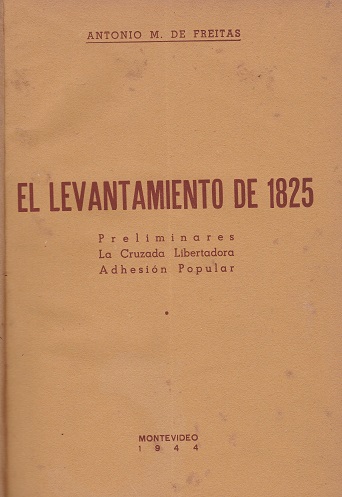 ANTONIO M. DE FREITAS
EL LEVANTAMIENTO DE 1825
Preliminares
La Cruzada Libertadora
Adhesión Popular
MONTEVIDEO
1944